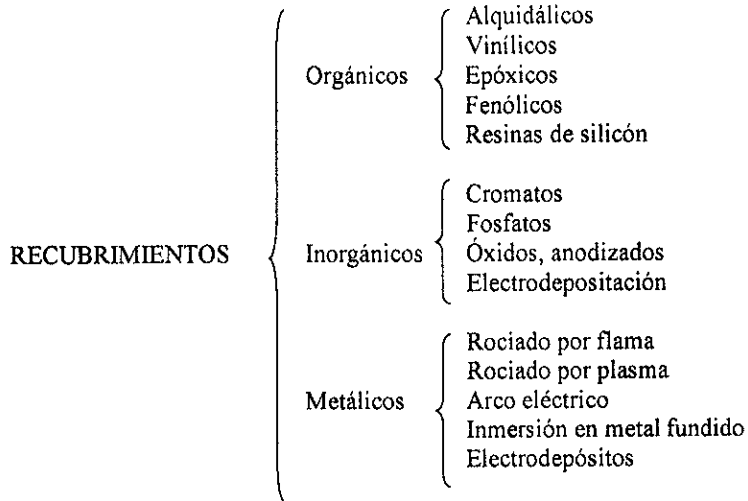 Alquidálicos
Vinílicos
Orgánicos Epóxicos
Fenólicos
Resinas de silicón
Cromatos
Fosfatos
RECUBRIMIENTOS Inorgánicos Óxidos, anodizados
Electrodepositación
Rociado por flama
Rociado por plasma
Metálicos Arco eléctrico
Inmersión en metal fundido
Electrodepósitos